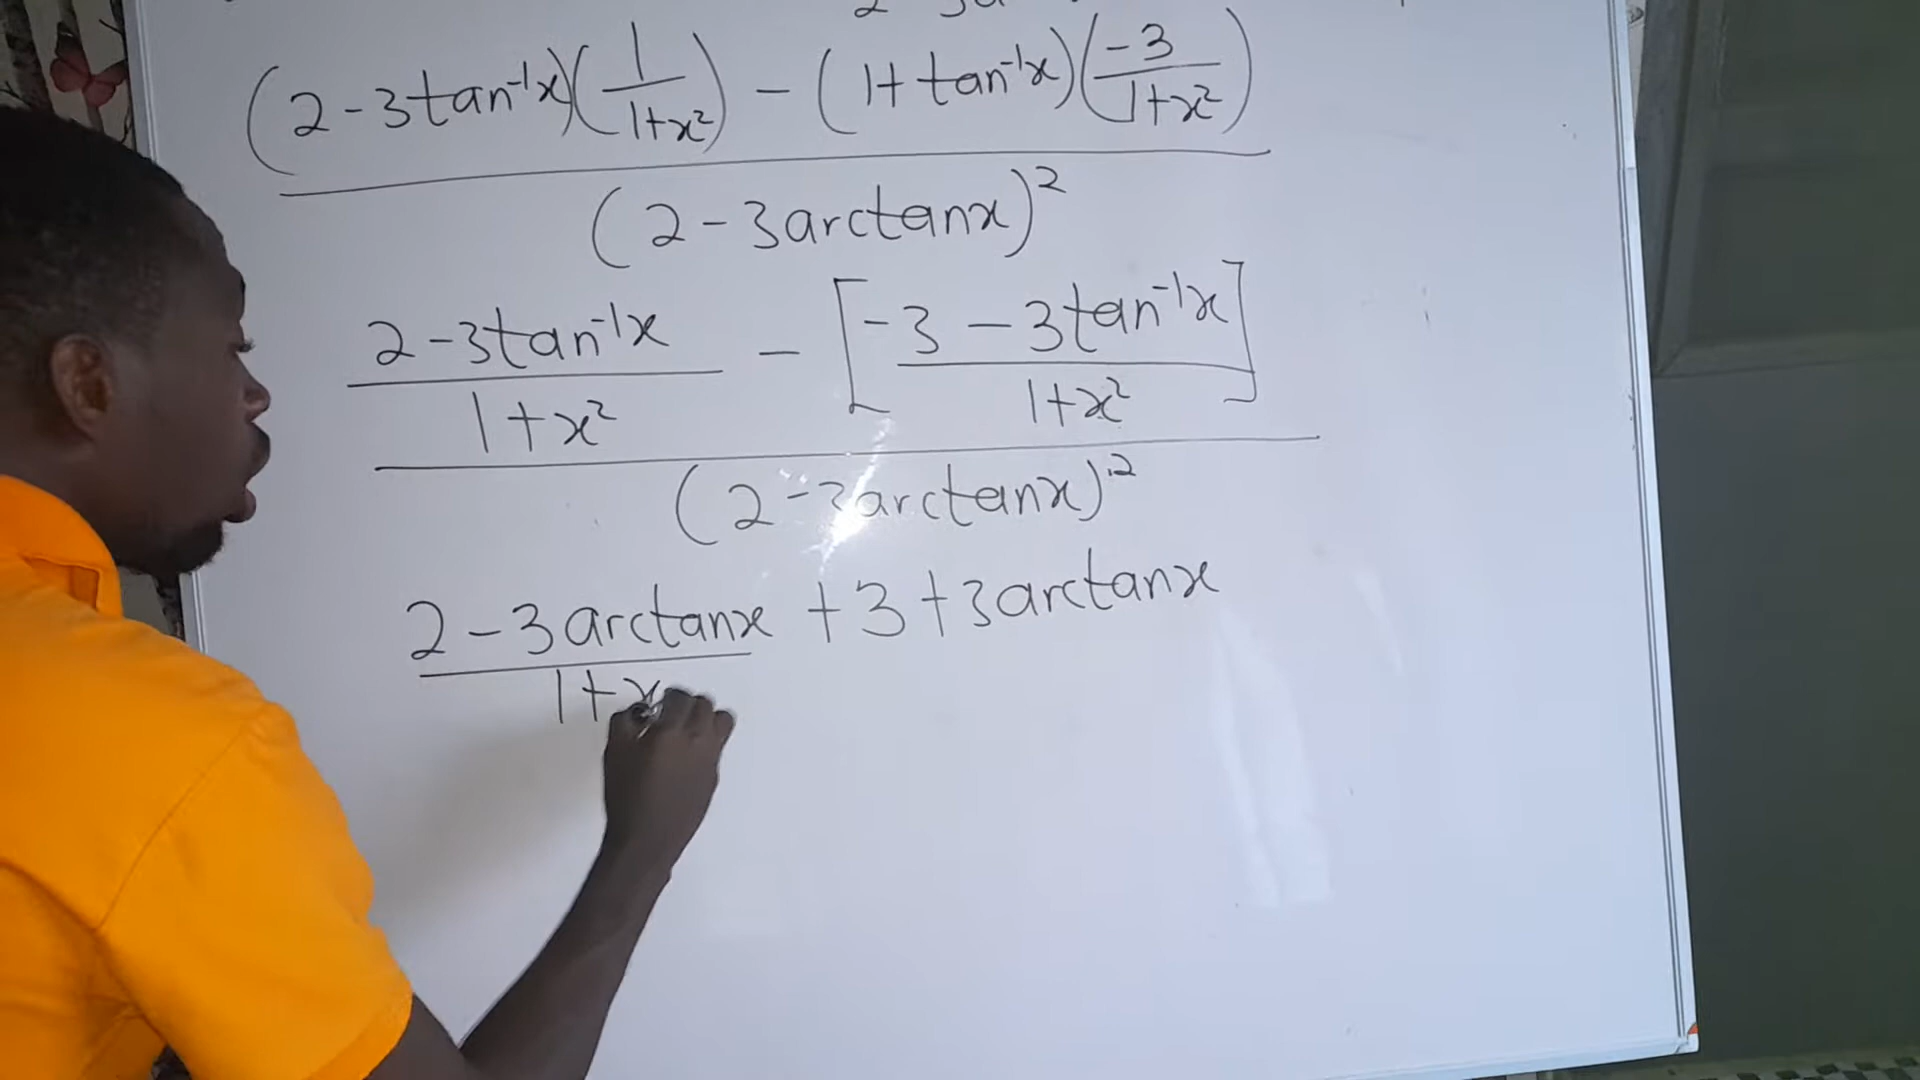 (2-3tan⁻¹x)(1/(1+x²)) - (1+tan⁻¹x)(-3/(1+x²))
(2-3arctanx)²
2-3tan⁻¹x/1+x² - [-3-3tan⁻¹x/1+x²]
(2-3arctanx)²
2-3arctanx +3+3arctanx
1+x